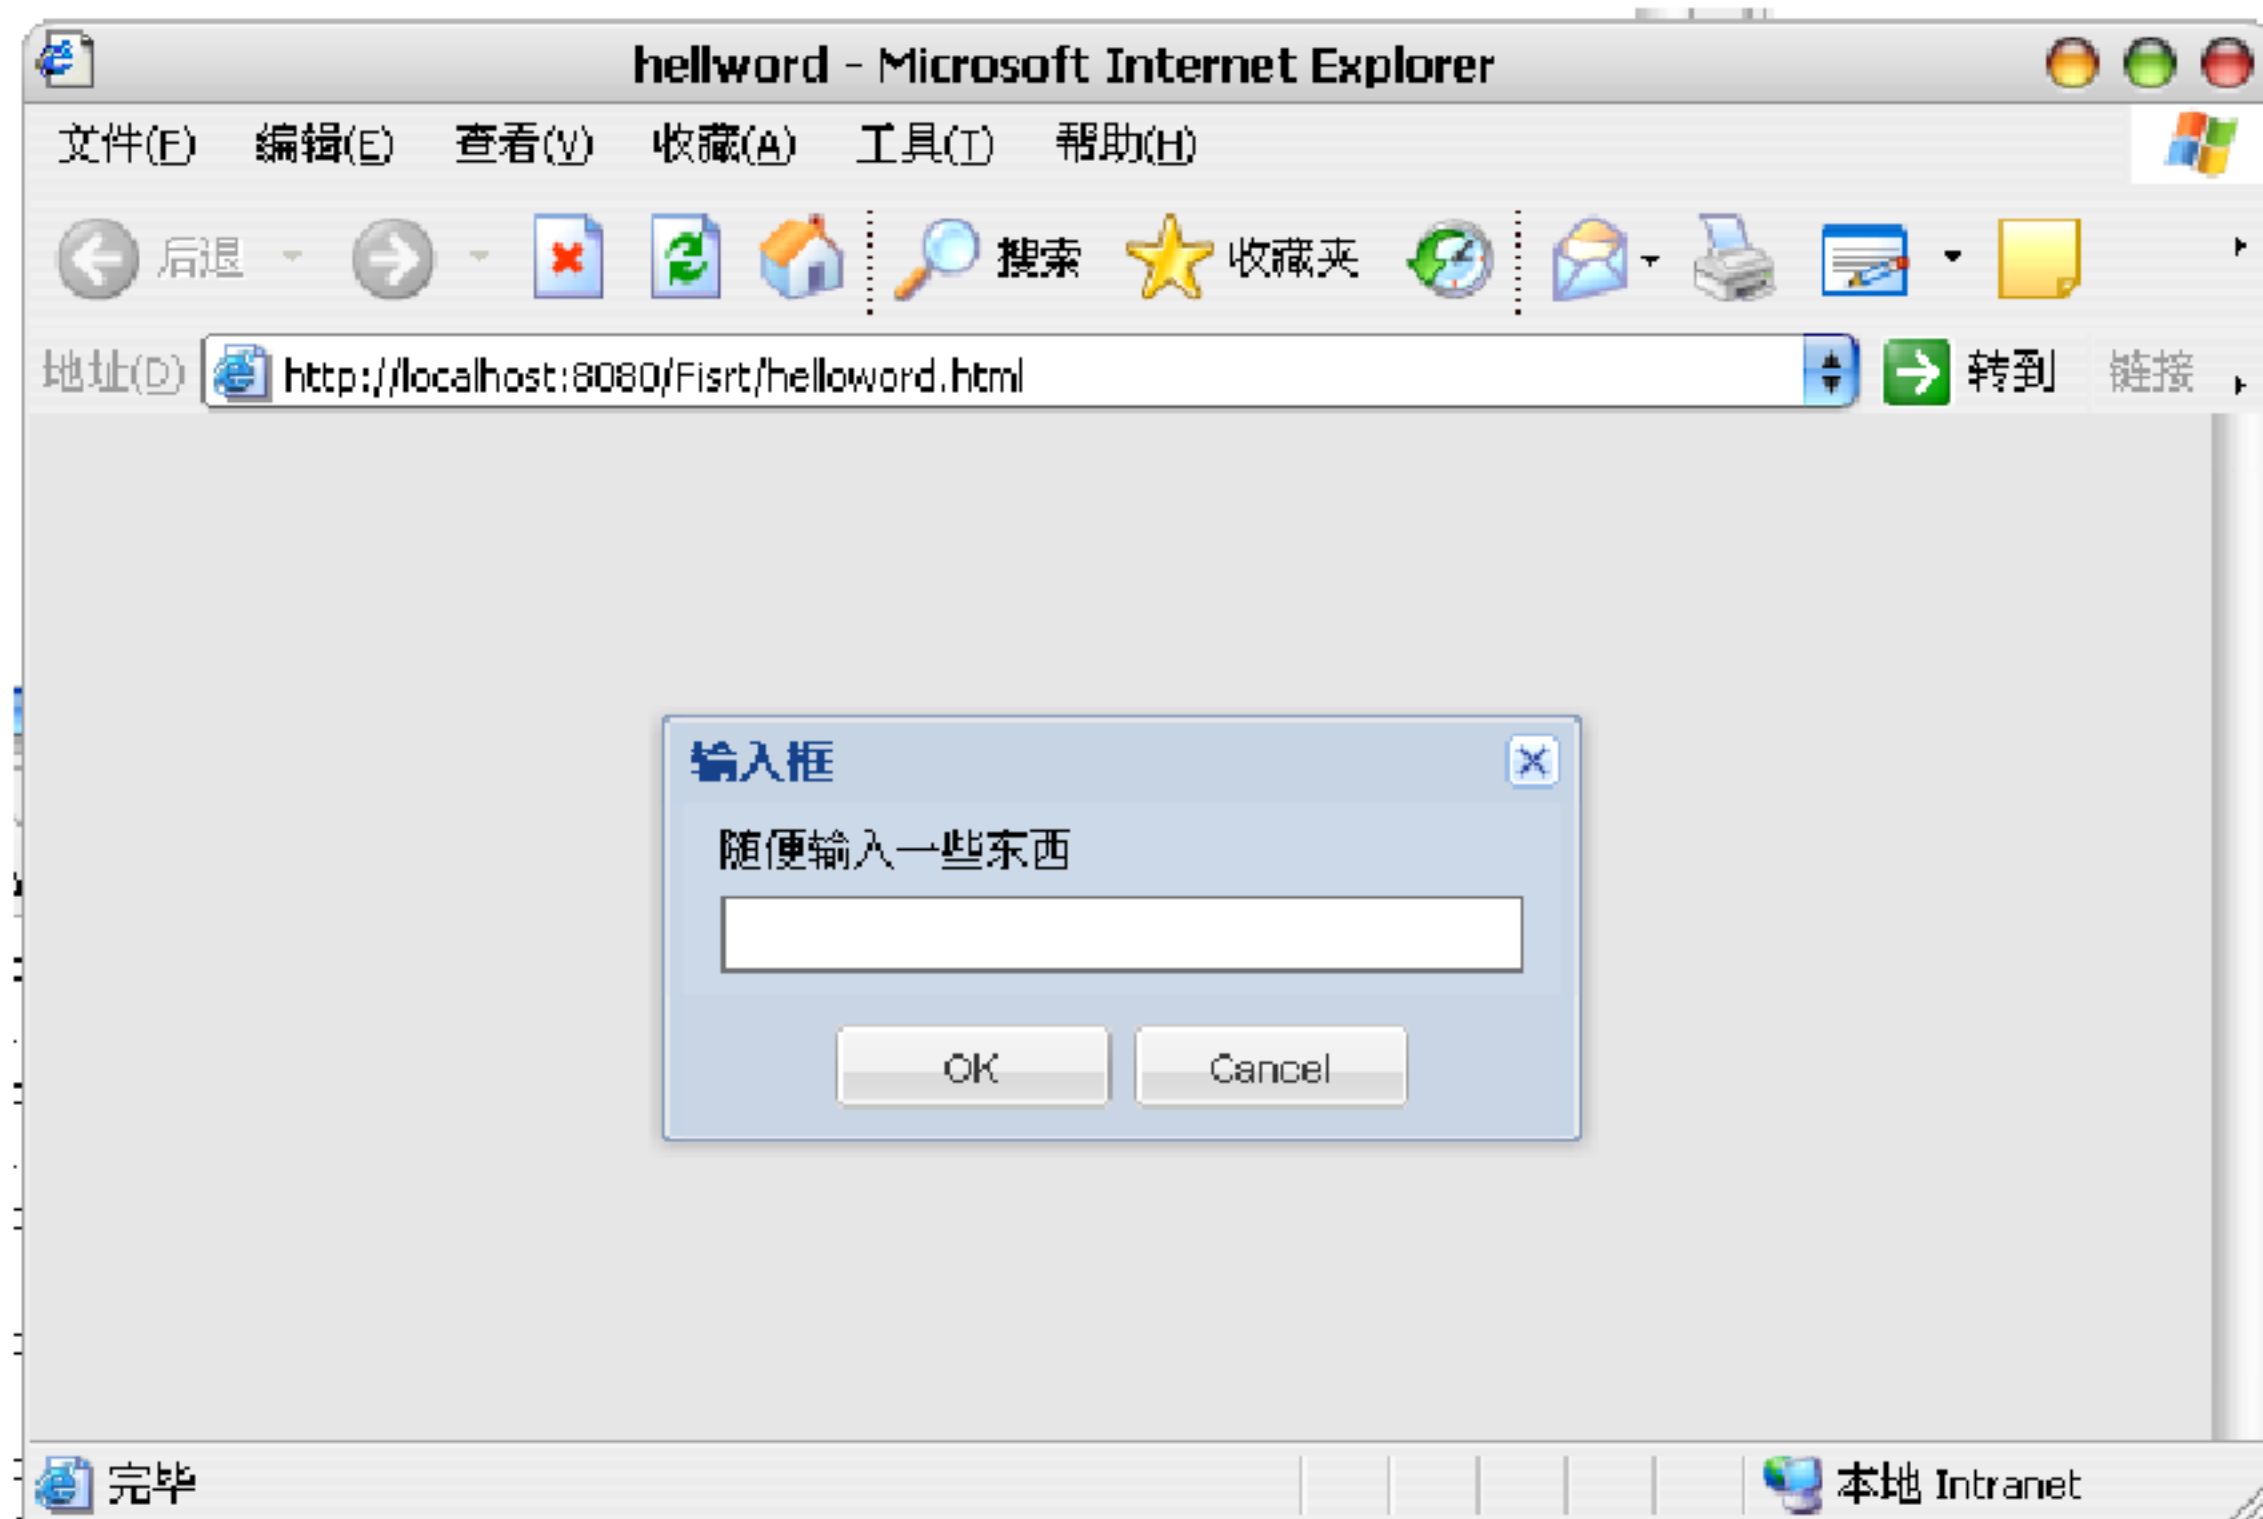 hellword - Microsoft Internet Explorer
文件(F) 编辑(E) 查看(V) 收藏(A) 工具(T) 帮助(H)
后退 搜索 收藏夹
地址(D) http://localhost:8080/Fisrt/helloword.html 转到 链接
输入框
随便输入一些东西
OK Cancel
完毕 本地 Intranet